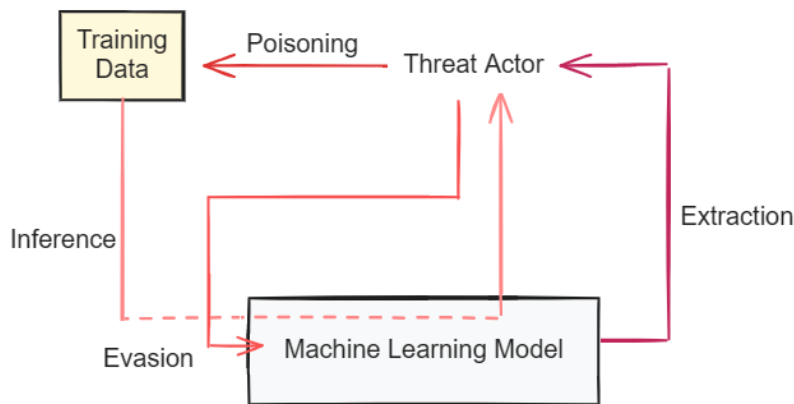 Training
Data
Poisoning
Threat Actor
Inference
Extraction
Evasion
Machine Learning Model